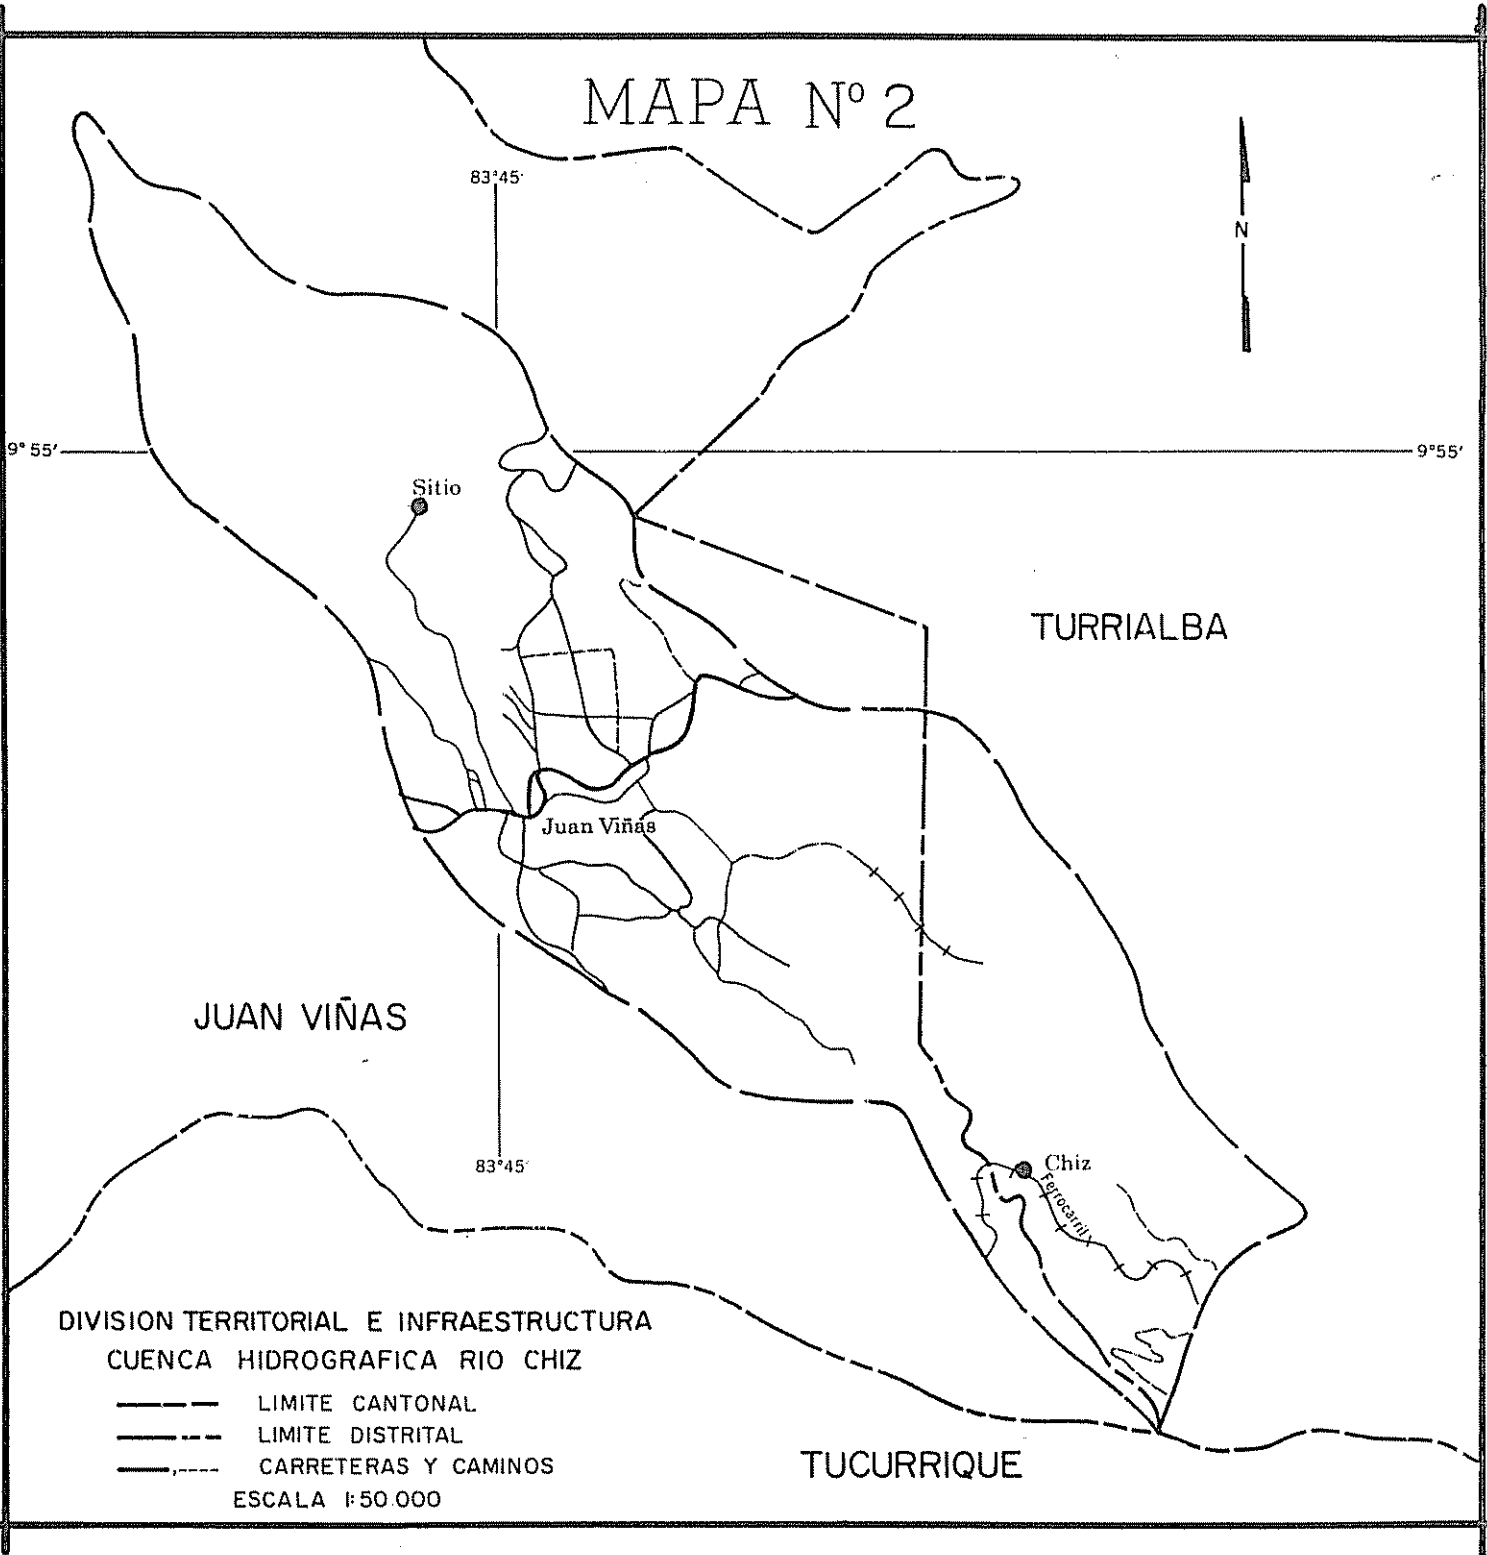 MAPA Nº 2
83°45'
N
9° 55'
9°55'
Sitio
TURRIALBA
Juan Viñas
JUAN VIÑAS
83°45'
Chiz
Ferrocarril
DIVISION TERRITORIAL E INFRAESTRUCTURA
CUENCA HIDROGRAFICA RIO CHIZ
LIMITE CANTONAL
LIMITE DISTRITAL
CARRETERAS Y CAMINOS
ESCALA 1:50.000
TUCURRIQUE